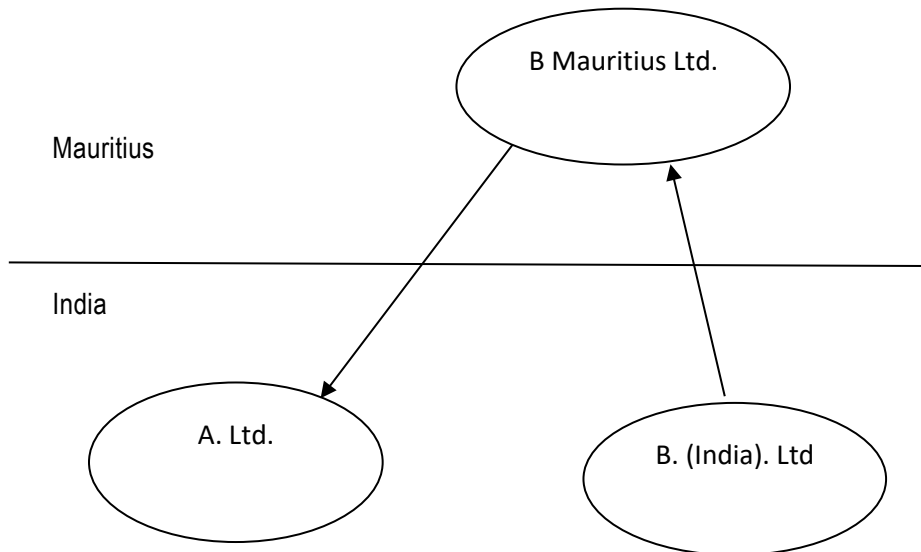 B Mauritius Ltd.
Mauritius
India
A. Ltd.
B. (India). Ltd